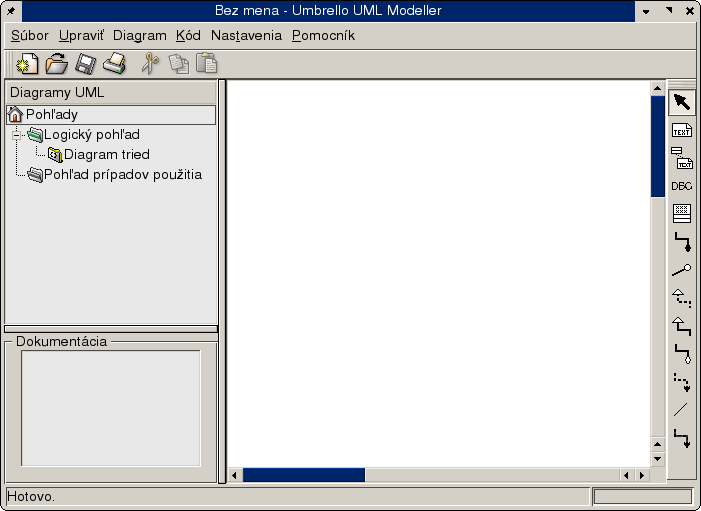 Bez mena - Umbrello UML Modeller
Súbor Upraviť Diagram Kód Nastavenia Pomocník
Diagramy UML
Pohľady
Logický pohľad
Diagram tried
Pohľad prípadov použitia
TEXT
TEXT
DBC
Dokumentácia
Hotovo.